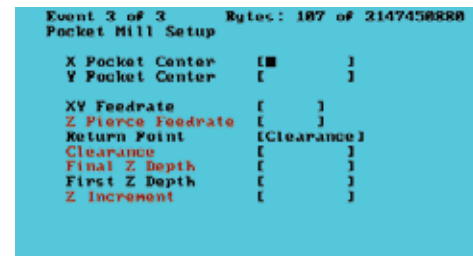 Event 3 of 3 Bytes: 107 of 2147450880
Pocket Mill Setup
X Pocket Center [ ]
Y Pocket Center [ ]
XY Feedrate [ ]
Z Pierce Feedrate [ ]
Return Point [Clearance]
Clearance [ ]
Final Z Depth [ ]
First Z Depth [ ]
Z Increment [ ]